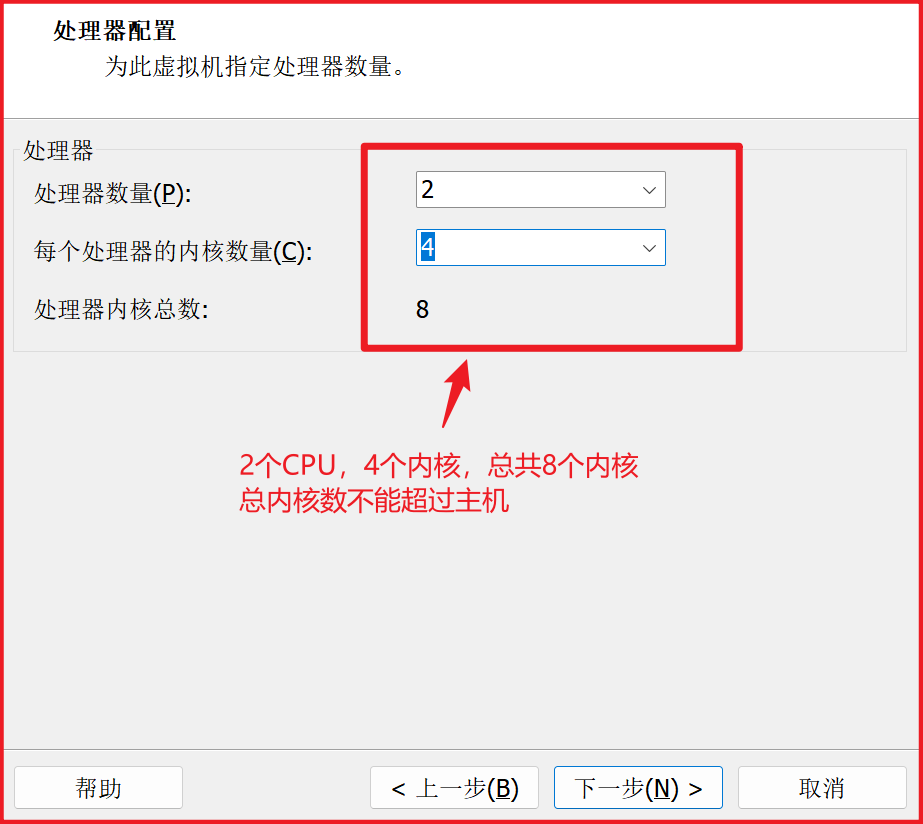 处理器配置
为此虚拟机指定处理器数量。
处理器
处理器数量(P):
2
每个处理器的内核数量(C):
4
处理器内核总数:
8
2个CPU，4个内核，总共8个内核
总内核数不能超过主机
帮助
< 上一步(B)
下一步(N) >
取消